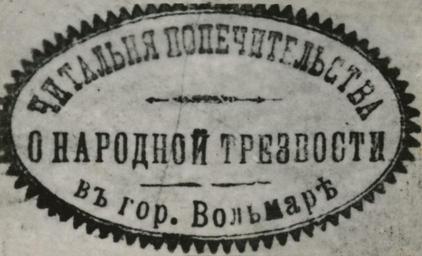 ЧИТАЛЬНЯ ПОПЕЧИТЕЛЬСТВА
О НАРОДНОЙ ТРЕЗВОСТИ
въ гор. Вольмарѣ